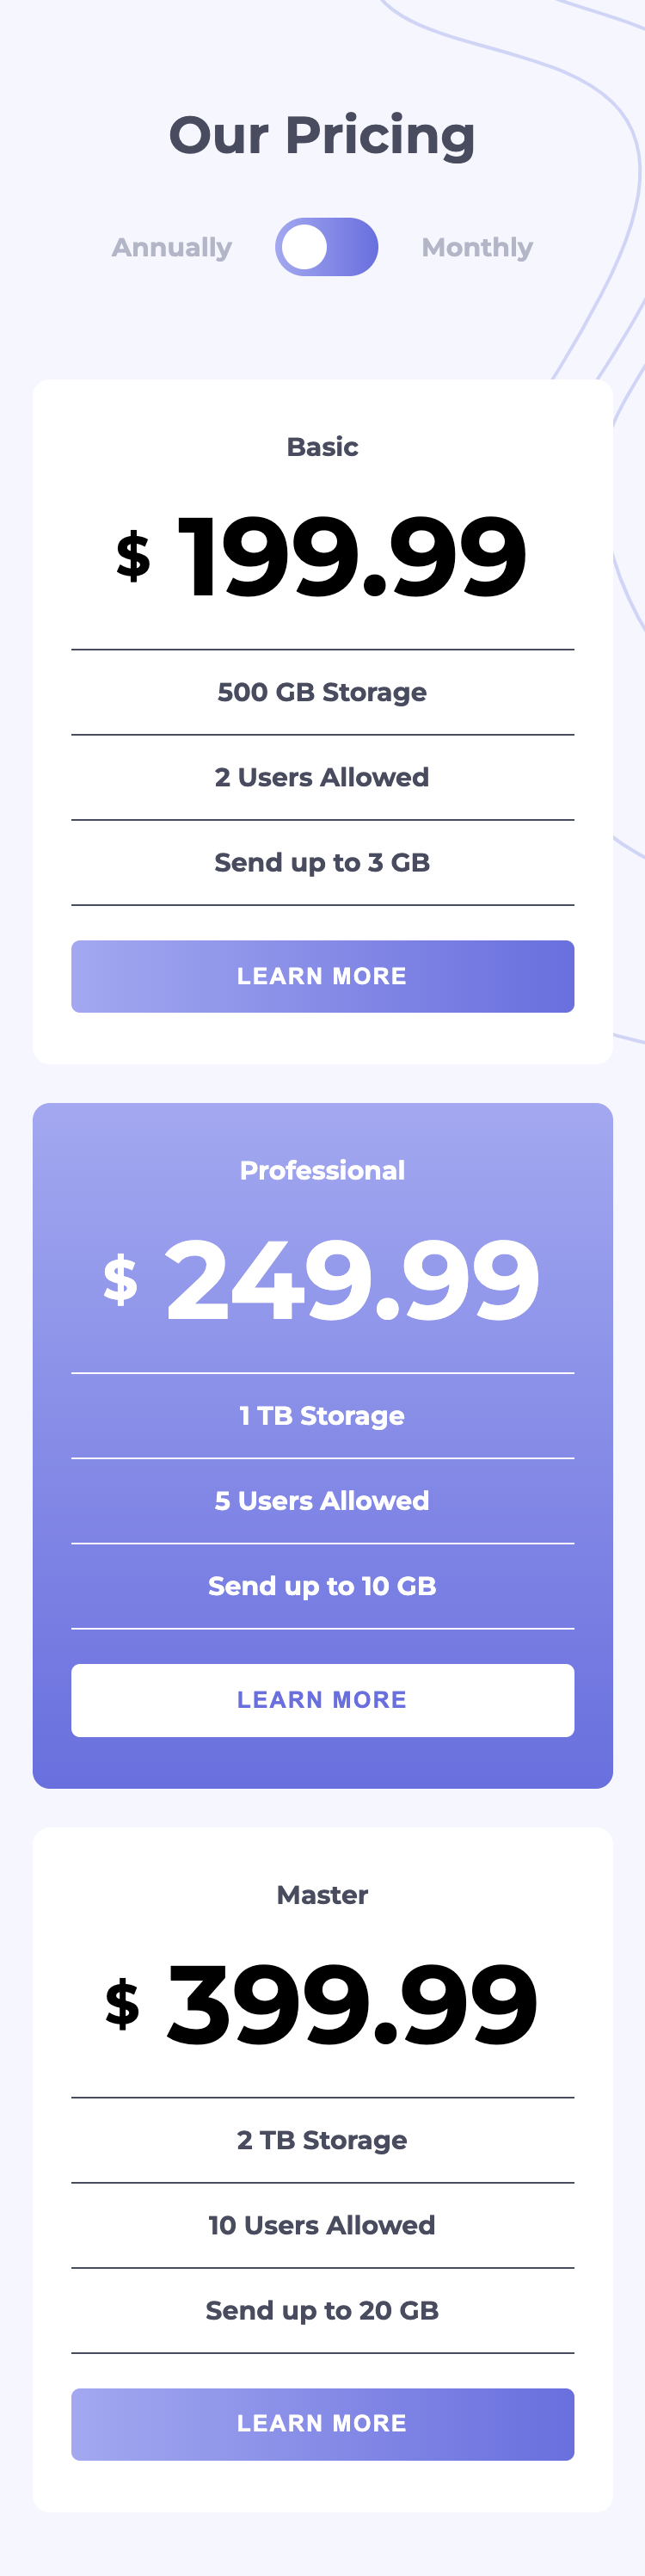 Our Pricing
Annually Monthly
Basic
$ 199.99
500 GB Storage
2 Users Allowed
Send up to 3 GB
LEARN MORE
Professional
$ 249.99
1 TB Storage
5 Users Allowed
Send up to 10 GB
LEARN MORE
Master
$ 399.99
2 TB Storage
10 Users Allowed
Send up to 20 GB
LEARN MORE